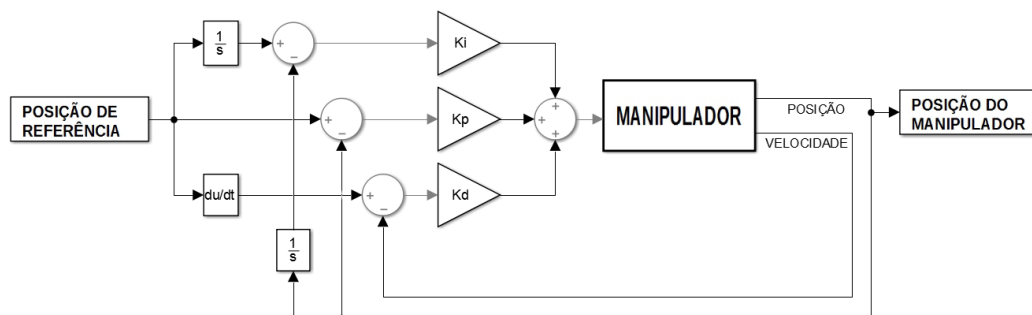 1
s
+
−
Ki
POSIÇÃO DE
REFERÊNCIA
+
−
Kp
+
+
+
MANIPULADOR
POSIÇÃO
VELOCIDADE
POSIÇÃO DO
MANIPULADOR
du/dt
+
−
Kd
1
s